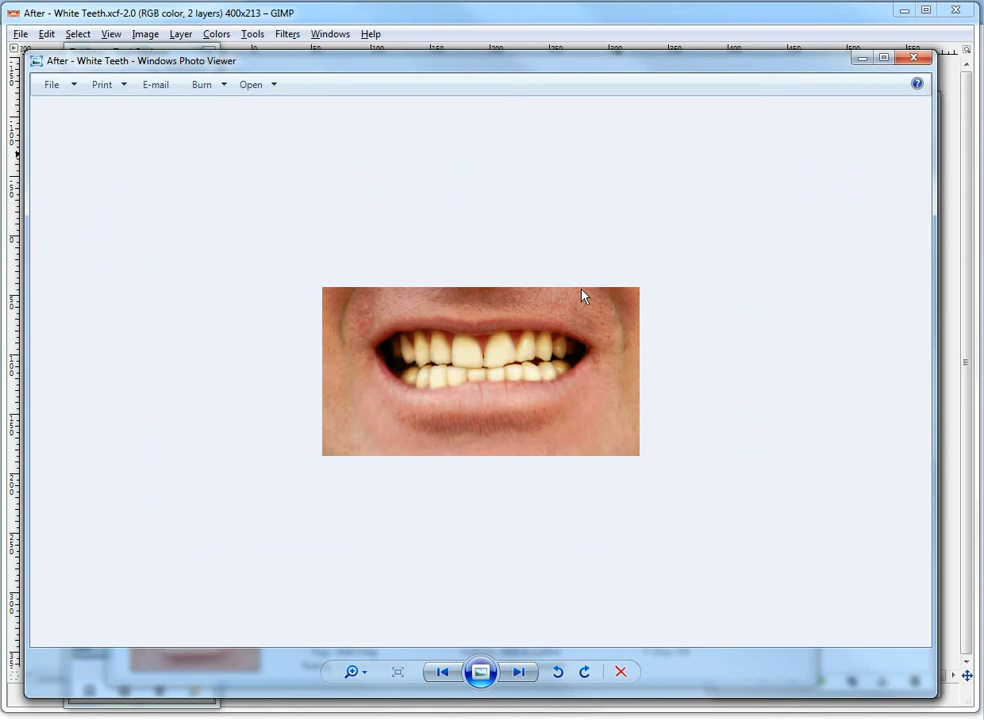 After - White Teeth.xcf-2.0 (RGB color, 2 layers) 400x213 – GIMP
File Edit Select View Image Layer Colors Tools Filters Windows Help
After - White Teeth - Windows Photo Viewer
File Print E-mail Burn Open